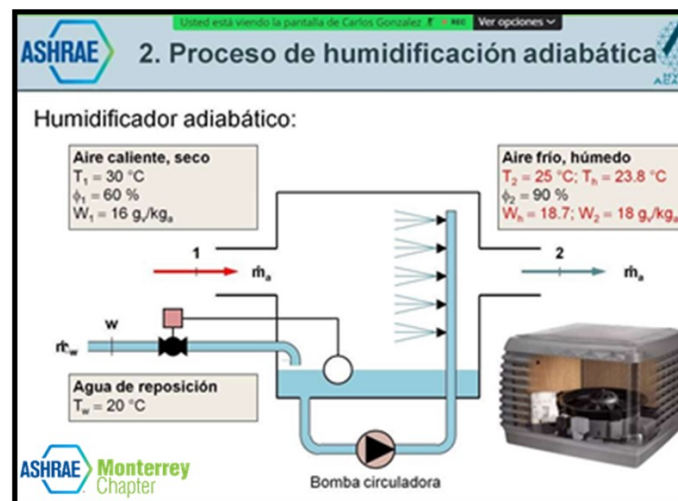 Usted está viendo la pantalla de Carlos Gonzalez
REC
Ver opciones
ASHRAE
2. Proceso de humidificación adiabática
Humidificador adiabático:
Aire caliente, seco
T₁ = 30 °C
ϕ₁ = 60 %
W₁ = 16 gᵥ/kgₐ
Aire frío, húmedo
T₂ = 25 °C; Tₕ = 23.8 °C
ϕ₂ = 90 %
Wₕ = 18.7; W₂ = 18 gᵥ/kgₐ
1
ṁₐ
2
ṁₐ
w
ṁw
Agua de reposición
Tw = 20 °C
Bomba circuladora
ASHRAE Monterrey
Chapter